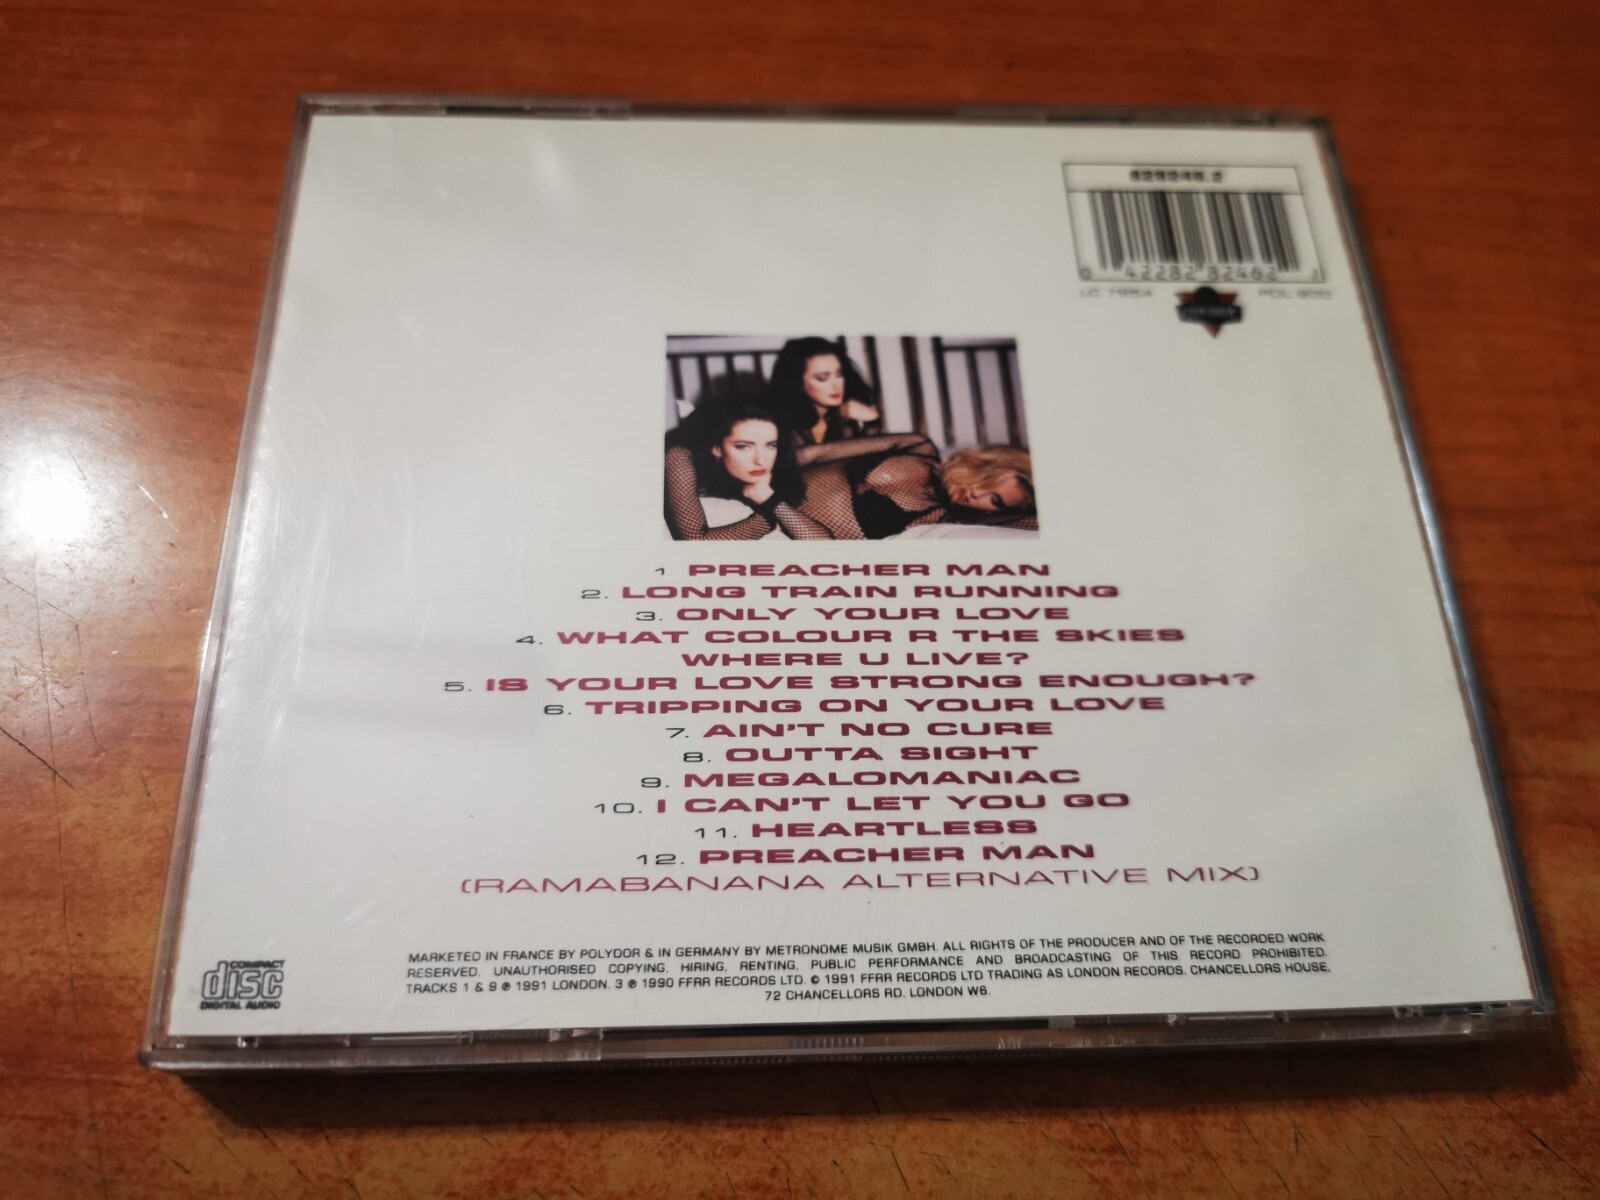 0 42282 82462
1 PREACHER MAN
2. LONG TRAIN RUNNING
3. ONLY YOUR LOVE
4. WHAT COLOUR R THE SKIES
WHERE U LIVE?
5. IS YOUR LOVE STRONG ENOUGH?
6. TRIPPING ON YOUR LOVE
7. AIN'T NO CURE
8. OUTTA SIGHT
9. MEGALOMANIAC
10. I CAN'T LET YOU GO
11. HEARTLESS
12. PREACHER MAN
(RAMABANANA ALTERNATIVE MIX)
COMPACT
disc
DIGITAL AUDIO
MARKETED IN FRANCE BY POLYDOR & IN GERMANY BY METRONOME MUSIK GMBH. ALL RIGHTS OF THE PRODUCER AND OF THE RECORDED WORK
RESERVED. UNAUTHORISED COPYING, HIRING, RENTING, PUBLIC PERFORMANCE AND BROADCASTING OF THIS RECORD PROHIBITED.
TRACKS 1 & 9 ℗ 1991 LONDON. 3 ℗ 1990 FFRR RECORDS LTD. © 1991 FFRR RECORDS LTD TRADING AS LONDON RECORDS. CHANCELLORS HOUSE,
72 CHANCELLORS RD. LONDON W6.